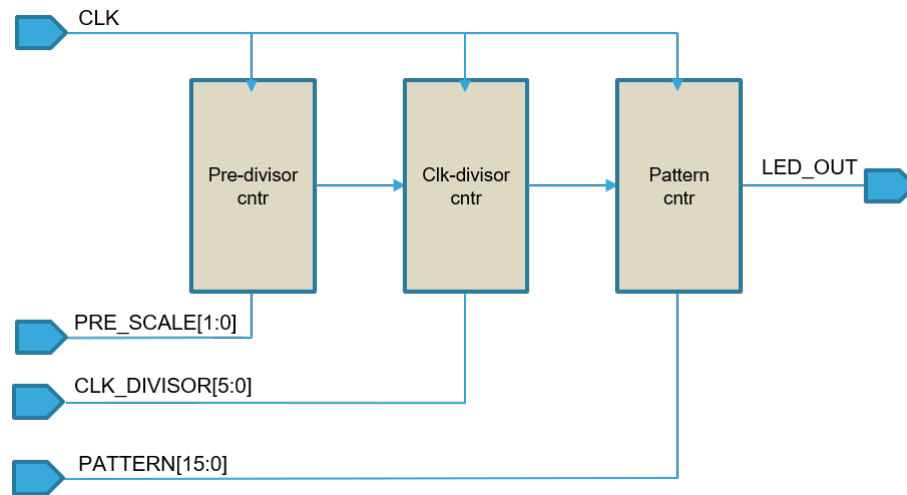 CLK
Pre-divisor
cntr
Clk-divisor
cntr
Pattern
cntr
LED_OUT
PRE_SCALE[1:0]
CLK_DIVISOR[5:0]
PATTERN[15:0]